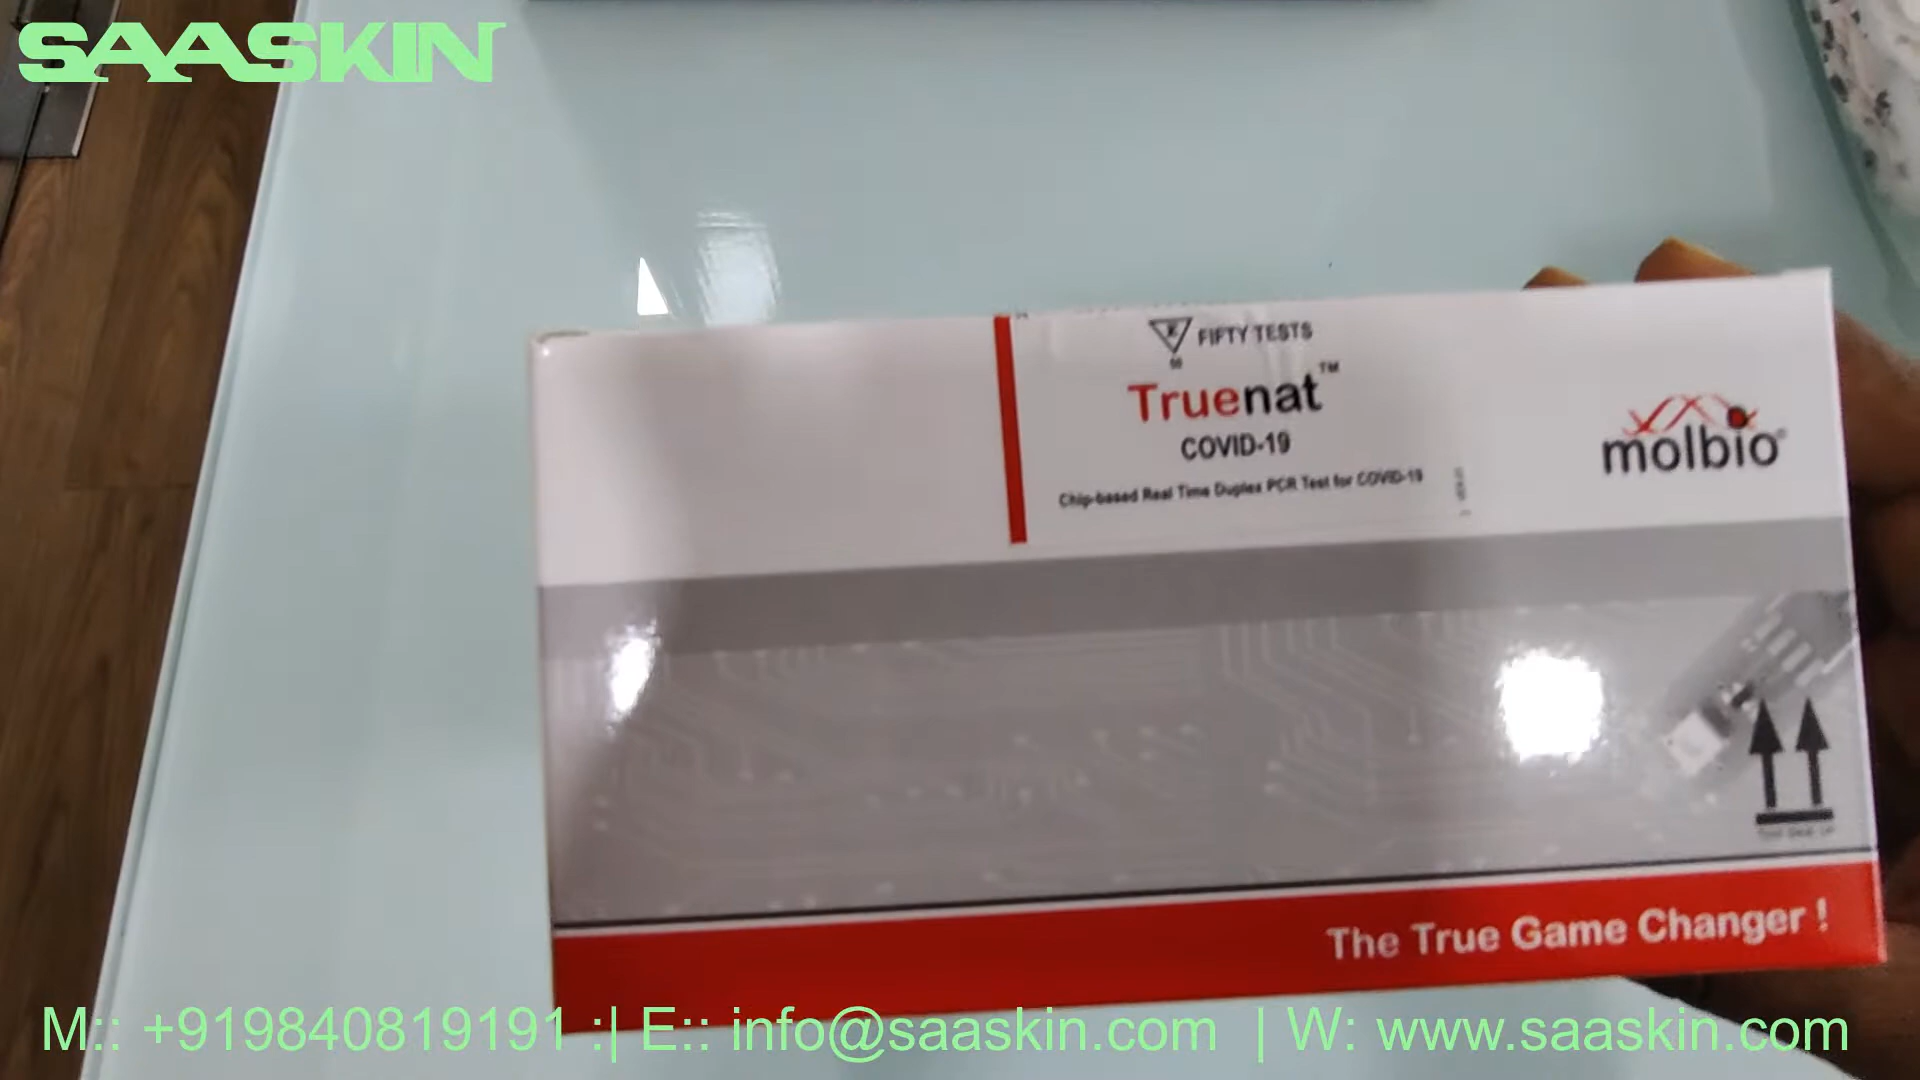 SAASKIN
FIFTY TESTS
Truenat™
COVID-19
Chip-based Real Time Duplex PCR Test for COVID-19
molbio®
The True Game Changer !
M:: +919840819191 :| E:: info@saaskin.com | W: www.saaskin.com